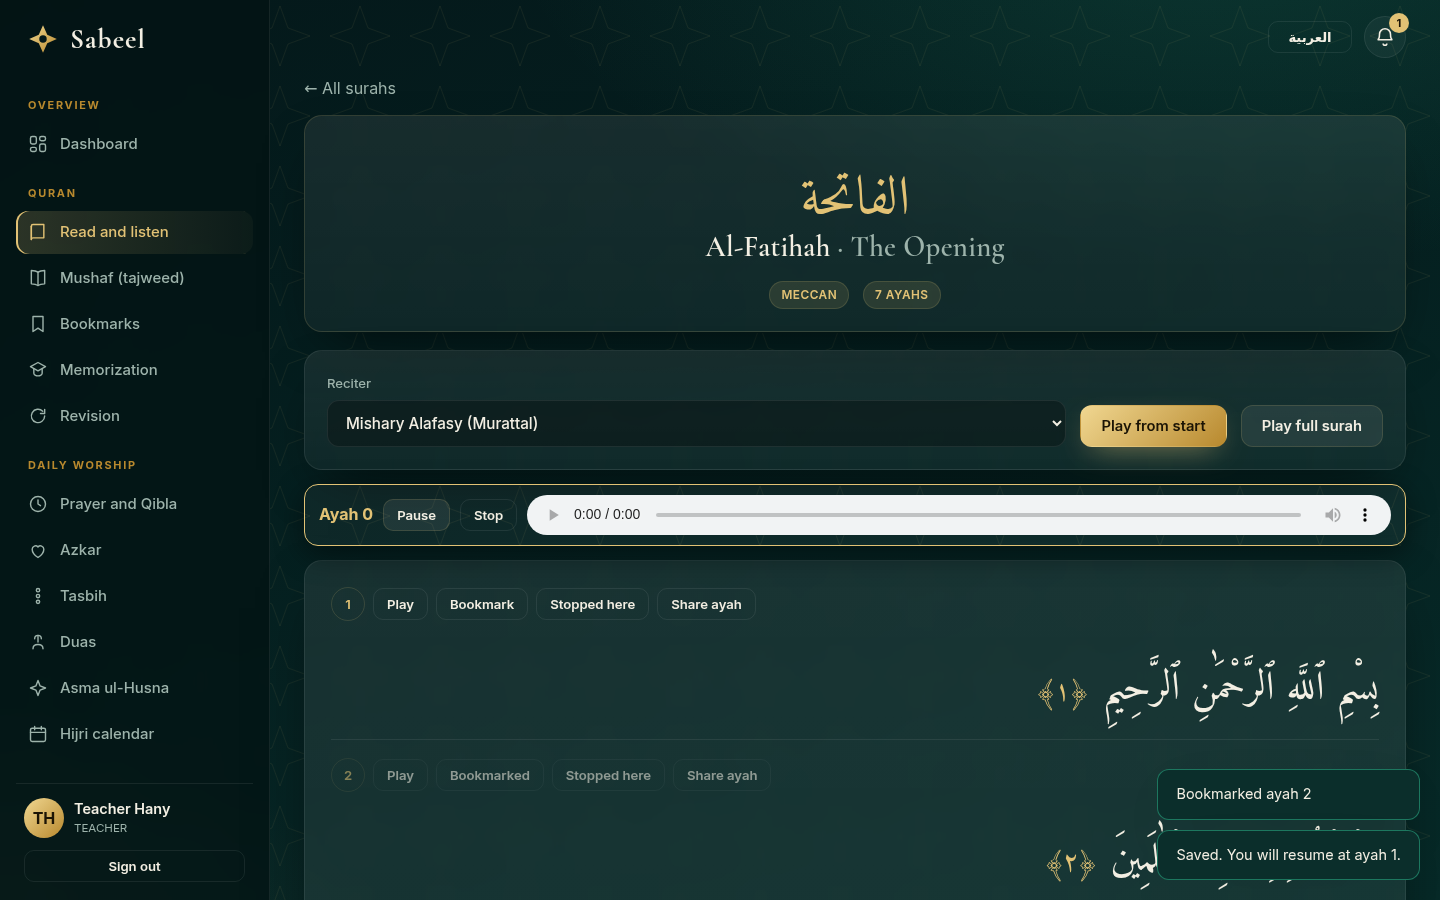 Sabeel
OVERVIEW
Dashboard
QURAN
Read and listen
Mushaf (tajweed)
Bookmarks
Memorization
Revision
DAILY WORSHIP
Prayer and Qibla
Azkar
Tasbih
Duas
Asma ul-Husna
Hijri calendar
TH
Teacher Hany
TEACHER
Sign out
العربية
1
← All surahs
الفاتحة
Al-Fatihah · The Opening
MECCAN 7 AYAHS
Reciter
Mishary Alafasy (Murattal)
Play from start Play full surah
Ayah 0 Pause Stop 0:00 / 0:00
1 Play Bookmark Stopped here Share ayah
بِسْمِ ٱللَّهِ ٱلرَّحْمَٰنِ ٱلرَّحِيمِ ﴿١﴾
2 Play Bookmarked Stopped here Share ayah
﴿٢﴾
Bookmarked ayah 2
Saved. You will resume at ayah 1.